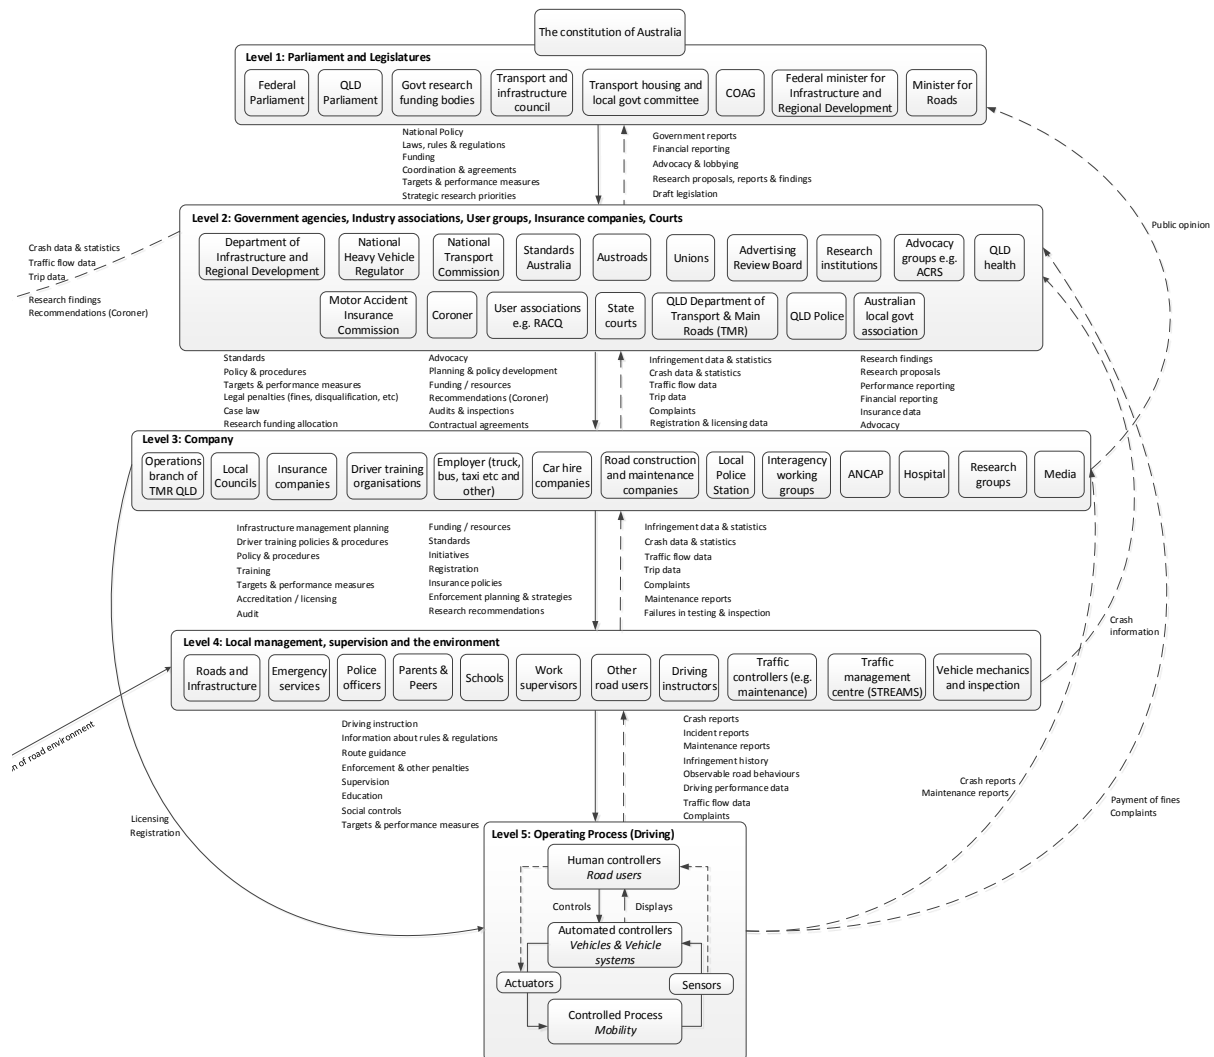 The constitution of Australia
Level 1: Parliament and Legislatures
Federal
Parliament
QLD
Parliament
Govt research
funding bodies
Transport and
infrastructure
council
Transport housing and
local govt committee
COAG
Federal minister for
Infrastructure and
Regional Development
Minister for
Roads
National Policy
Laws, rules & regulations
Funding
Coordination & agreements
Targets & performance measures
Strategic research priorities
Government reports
Financial reporting
Advocacy & lobbying
Research proposals, reports & findings
Draft legislation
Public opinion
Level 2: Government agencies, Industry associations, User groups, Insurance companies, Courts
Department of
Infrastructure and
Regional Development
National
Heavy Vehicle
Regulator
National
Transport
Commission
Standards
Australia
Austroads
Unions
Advertising
Review Board
Research
institutions
Advocacy
groups e.g.
ACRS
QLD
health
Motor Accident
Insurance
Commission
Coroner
User associations
e.g. RACQ
State
courts
QLD Department of
Transport & Main
Roads (TMR)
QLD Police
Australian
local govt
association
Crash data & statistics
Traffic flow data
Trip data
Research findings
Recommendations (Coroner)
Standards
Policy & procedures
Targets & performance measures
Legal penalties (fines, disqualification, etc)
Case law
Research funding allocation
Advocacy
Planning & policy development
Funding / resources
Recommendations (Coroner)
Audits & inspections
Contractual agreements
Infringement data & statistics
Crash data & statistics
Traffic flow data
Trip data
Complaints
Registration & licensing data
Research findings
Research proposals
Performance reporting
Financial reporting
Insurance data
Advocacy
Level 3: Company
Operations
branch of
TMR QLD
Local
Councils
Insurance
companies
Driver training
organisations
Employer (truck,
bus, taxi etc and
other)
Car hire
companies
Road construction
and maintenance
companies
Local
Police
Station
Interagency
working
groups
ANCAP
Hospital
Research
groups
Media
Infrastructure management planning
Driver training policies & procedures
Policy & procedures
Training
Targets & performance measures
Accreditation / licensing
Audit
Funding / resources
Standards
Initiatives
Registration
Insurance policies
Enforcement planning & strategies
Research recommendations
Infringement data & statistics
Crash data & statistics
Traffic flow data
Trip data
Complaints
Maintenance reports
Failures in testing & inspection
Crash
information
Level 4: Local management, supervision and the environment
Roads and
Infrastructure
Emergency
services
Police
officers
Parents &
Peers
Schools
Work
supervisors
Other
road users
Driving
instructors
Traffic
controllers (e.g.
maintenance)
Traffic
management
centre (STREAMS)
Vehicle mechanics
and inspection
n of road environment
Driving instruction
Information about rules & regulations
Route guidance
Enforcement & other penalties
Supervision
Education
Social controls
Targets & performance measures
Crash reports
Incident reports
Maintenance reports
Infringement history
Observable road behaviours
Driving performance data
Traffic flow data
Complaints
Crash reports
Maintenance reports
Payment of fines
Complaints
Licensing
Registration
Level 5: Operating Process (Driving)
Human controllers
Road users
Controls
Displays
Automated controllers
Vehicles & Vehicle
systems
Actuators
Sensors
Controlled Process
Mobility